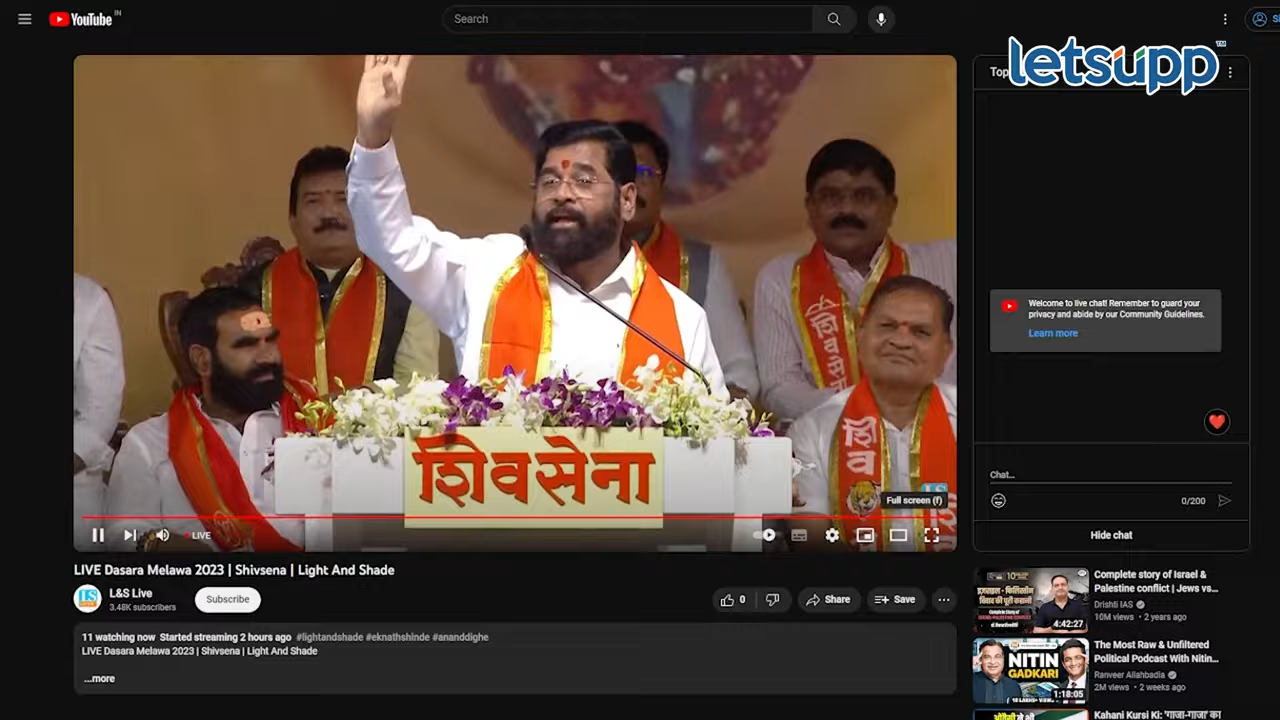 YouTube IN
Search
Si
letsupp TM
Top
शिवसेना
शिव
LS
Full screen (f)
LIVE
Welcome to live chat! Remember to guard your
privacy and abide by our Community Guidelines.
Learn more
Chat...
0/200
Hide chat
LIVE Dasara Melawa 2023 | Shivsena | Light And Shade
LS
L&S Live
3.48K subscribers
Subscribe
0
Share
Save
11 watching now Started streaming 2 hours ago #lightandshade #eknathshinde #ananddighe
LIVE Dasara Melawa 2023 | Shivsena | Light And Shade
...more
Complete story of Israel &
Palestine conflict | Jews vs...
Drishti IAS
10M views • 2 years ago
4:42:27
The Most Raw & Unfiltered
Political Podcast With Nitin...
Ranveer Allahbadia
2M views • 2 weeks ago
NITIN
GADKARI
1:18:05
Kahani Kursi Ki: 'गाजा-गाजा' का